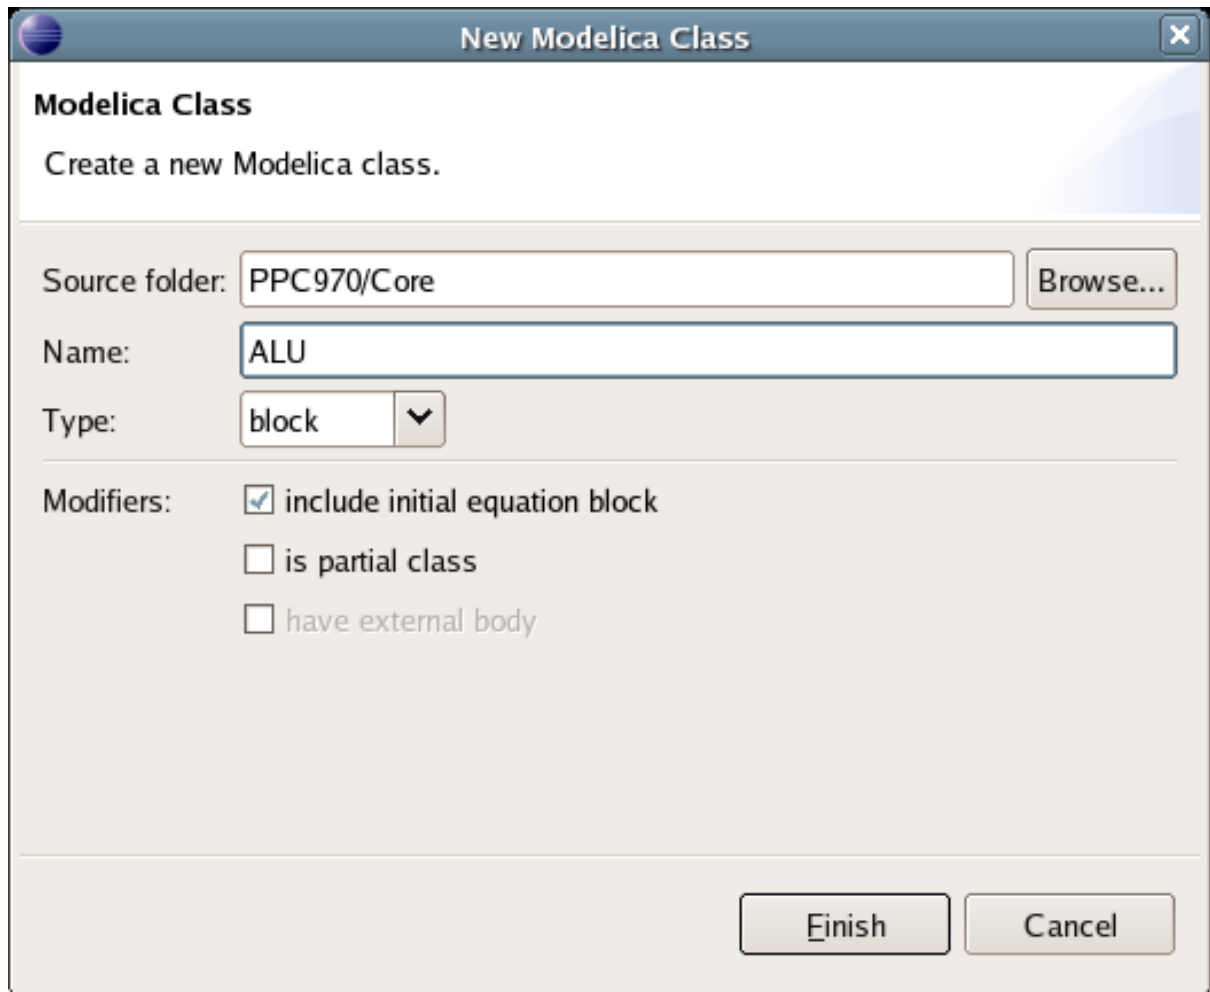 New Modelica Class
Modelica Class
Create a new Modelica class.
Source folder: PPC970/Core Browse...
Name: ALU
Type: block
Modifiers: include initial equation block
is partial class
have external body
Finish Cancel